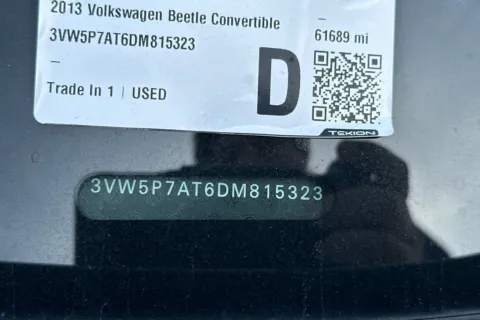 2013 Volkswagen Beetle Convertible
3VW5P7AT6DM815323
–
Trade In 1 | USED
–
61689 mi
D
TEKION
3VW5P7AT6DM815323